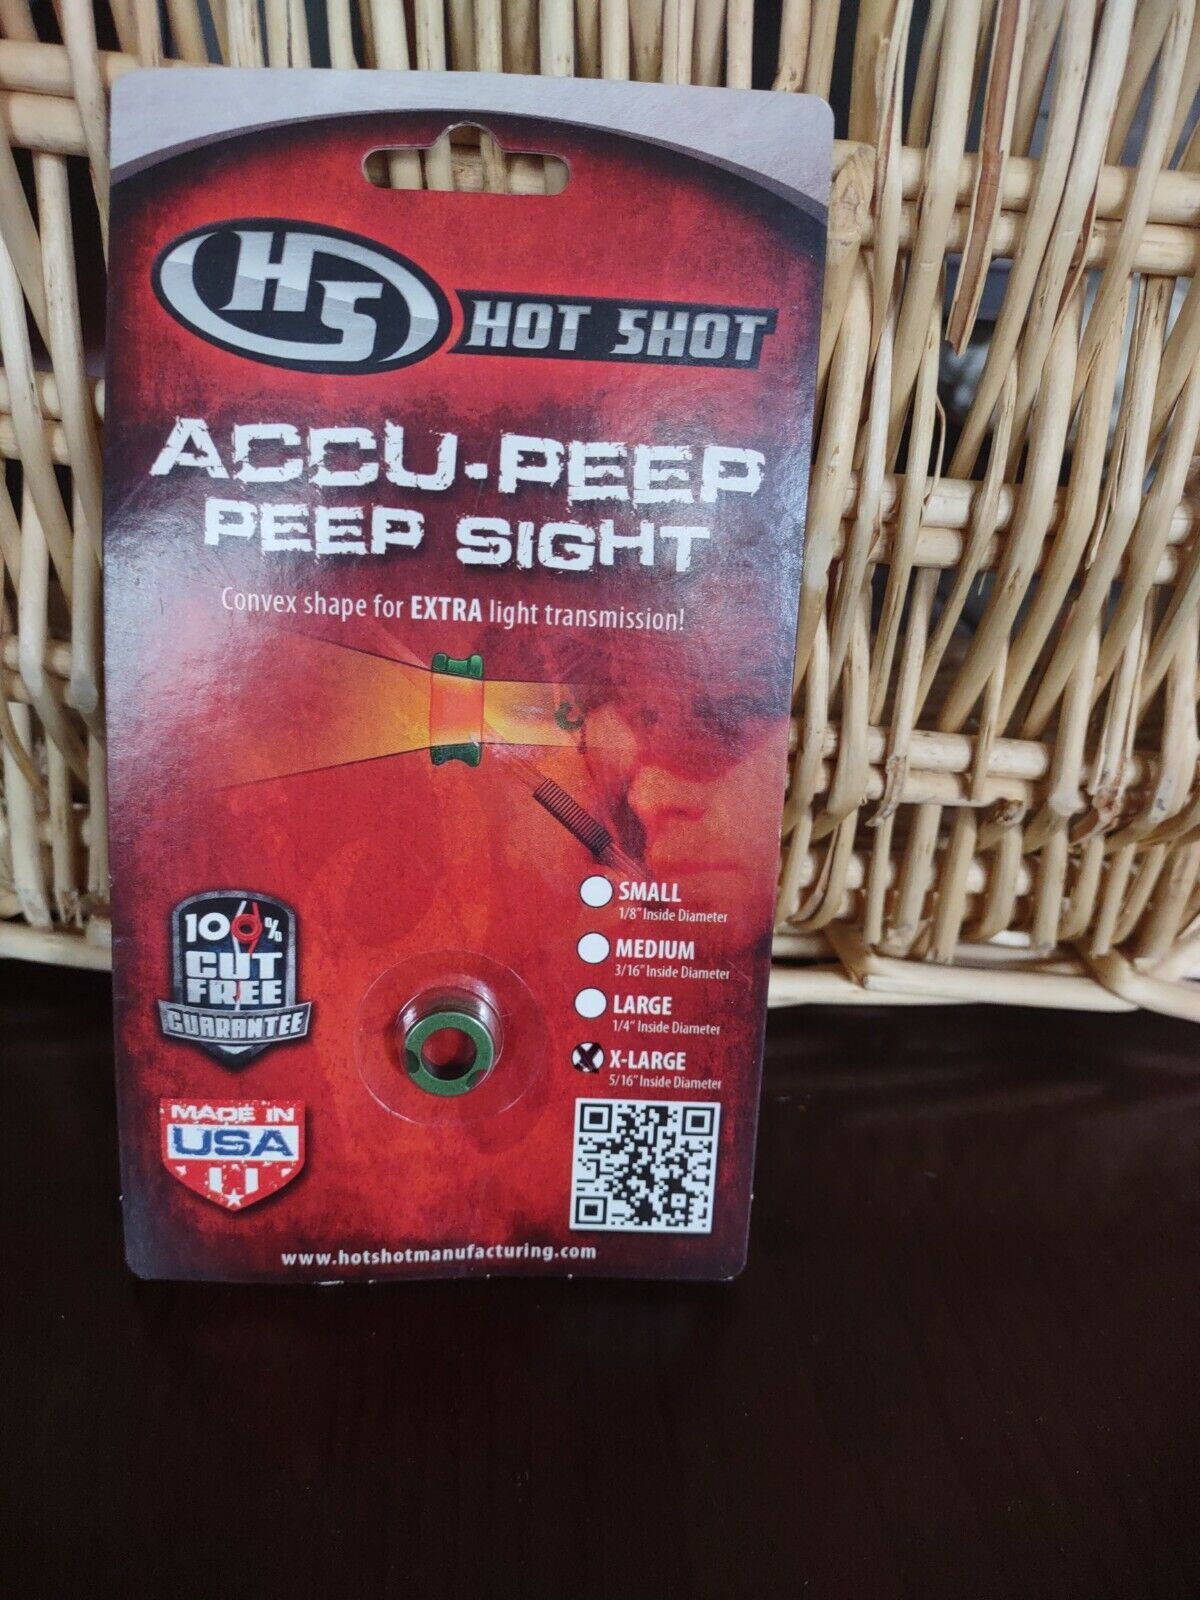 HS HOT SHOT
ACCU-PEEP
PEEP SIGHT
Convex shape for EXTRA light transmission!
SMALL
1/8" Inside Diameter
MEDIUM
3/16" Inside Diameter
LARGE
1/4" Inside Diameter
X-LARGE
5/16" Inside Diameter
100%
CUT
FREE
GUARANTEE
MADE IN
USA
www.hotshotmanufacturing.com